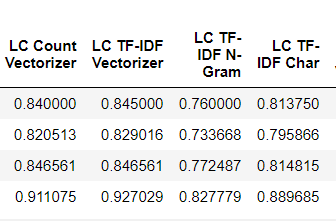 LC Count Vectorizer LC TF-IDF Vectorizer LC TF-IDF N-Gram LC TF-IDF Char
0.840000 0.845000 0.760000 0.813750
0.820513 0.829016 0.733668 0.795866
0.846561 0.846561 0.772487 0.814815
0.911075 0.927029 0.827779 0.889685